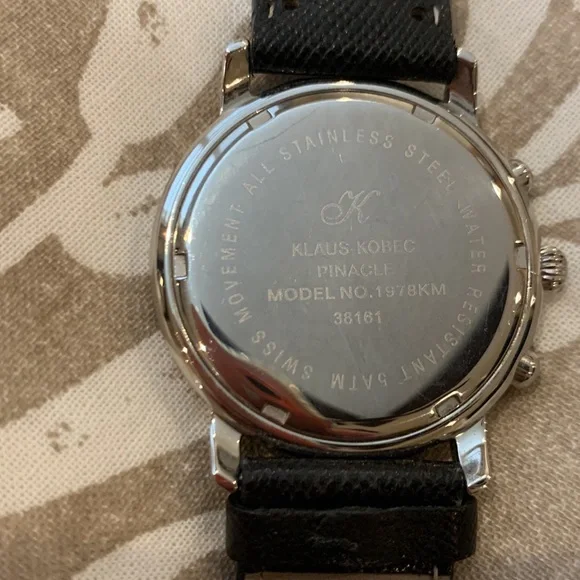 ALL STAINLESS STEEL WATER RESISTANT 5ATM SWISS MOVEMENT
K
KLAUS-KOBEC
PINACLE
MODEL NO.1978KM
38161